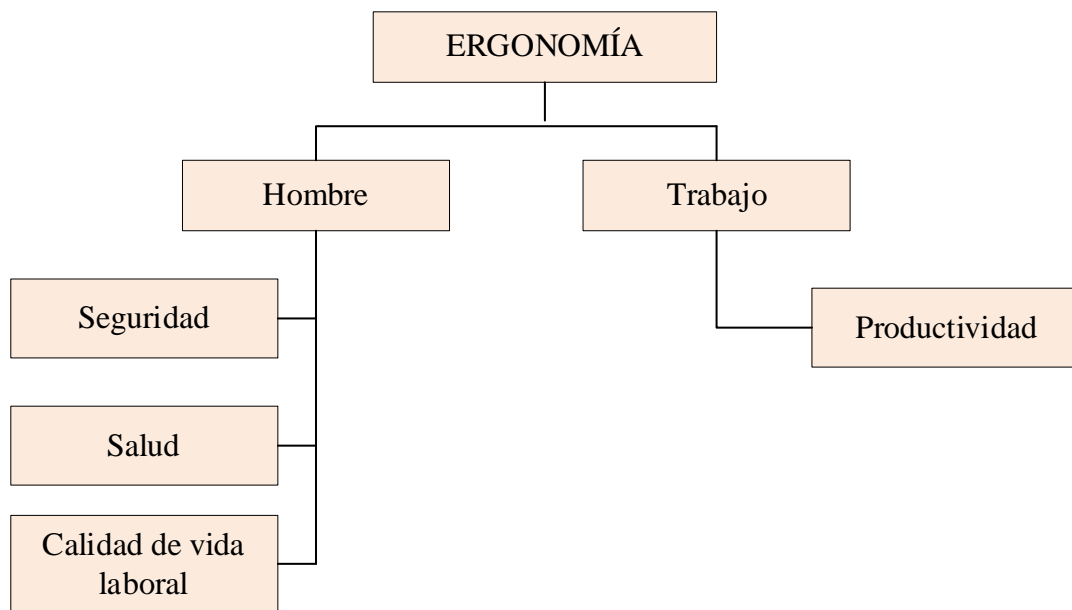 ERGONOMÍA
Hombre
Trabajo
Seguridad
Productividad
Salud
Calidad de vida
laboral